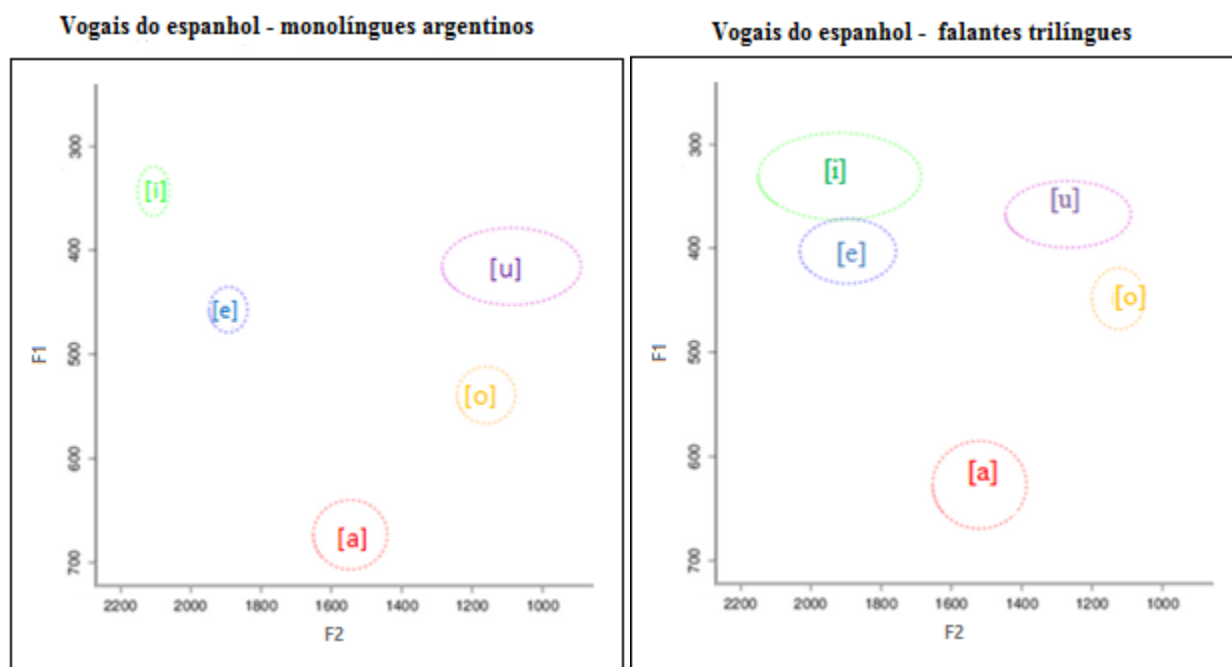 Vogais do espanhol - monolíngues argentinos
300
400
500
600
700
F1
[i]
[e]
[u]
[o]
[a]
2200 2000 1800 1600 1400 1200 1000
F2
Vogais do espanhol - falantes trilíngues
300
400
500
600
700
F1
[i]
[u]
[e]
[o]
[a]
2200 2000 1800 1600 1400 1200 1000
F2